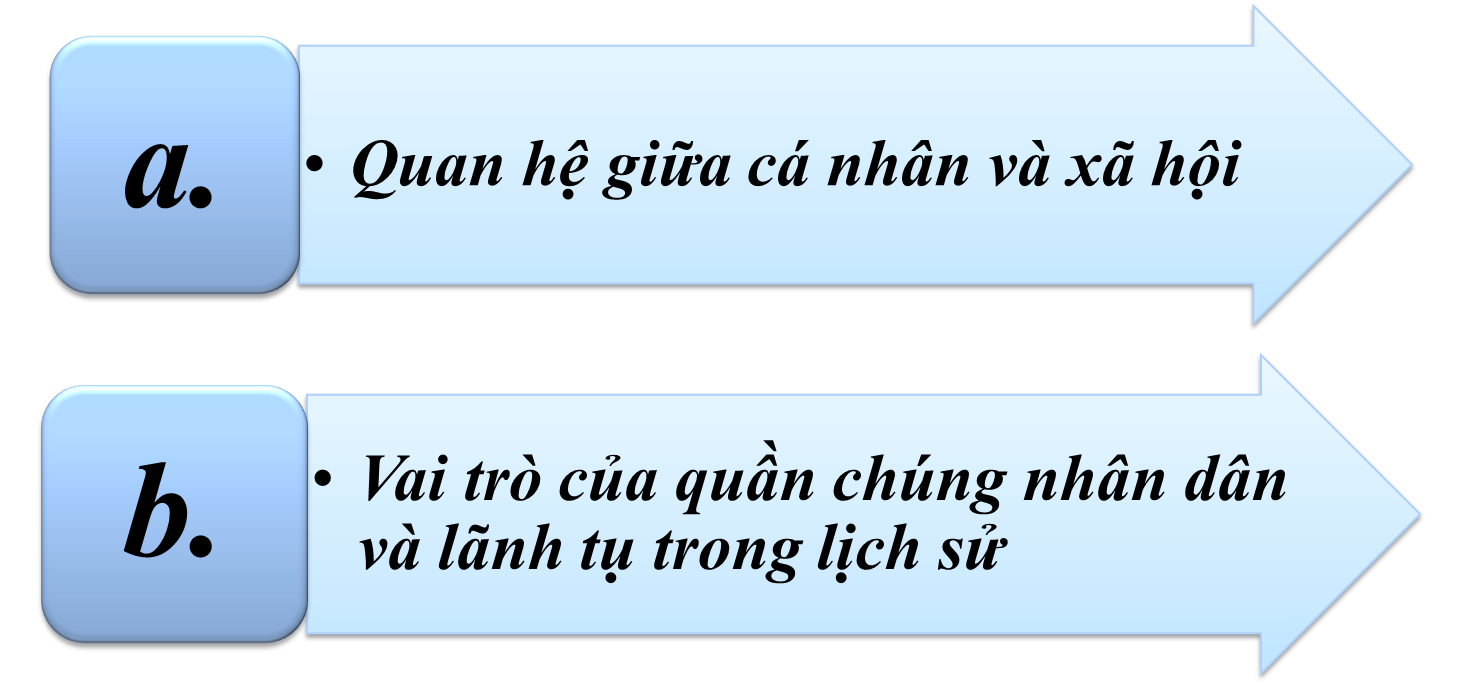 a.
• Quan hệ giữa cá nhân và xã hội
b.
• Vai trò của quần chúng nhân dân
và lãnh tụ trong lịch sử